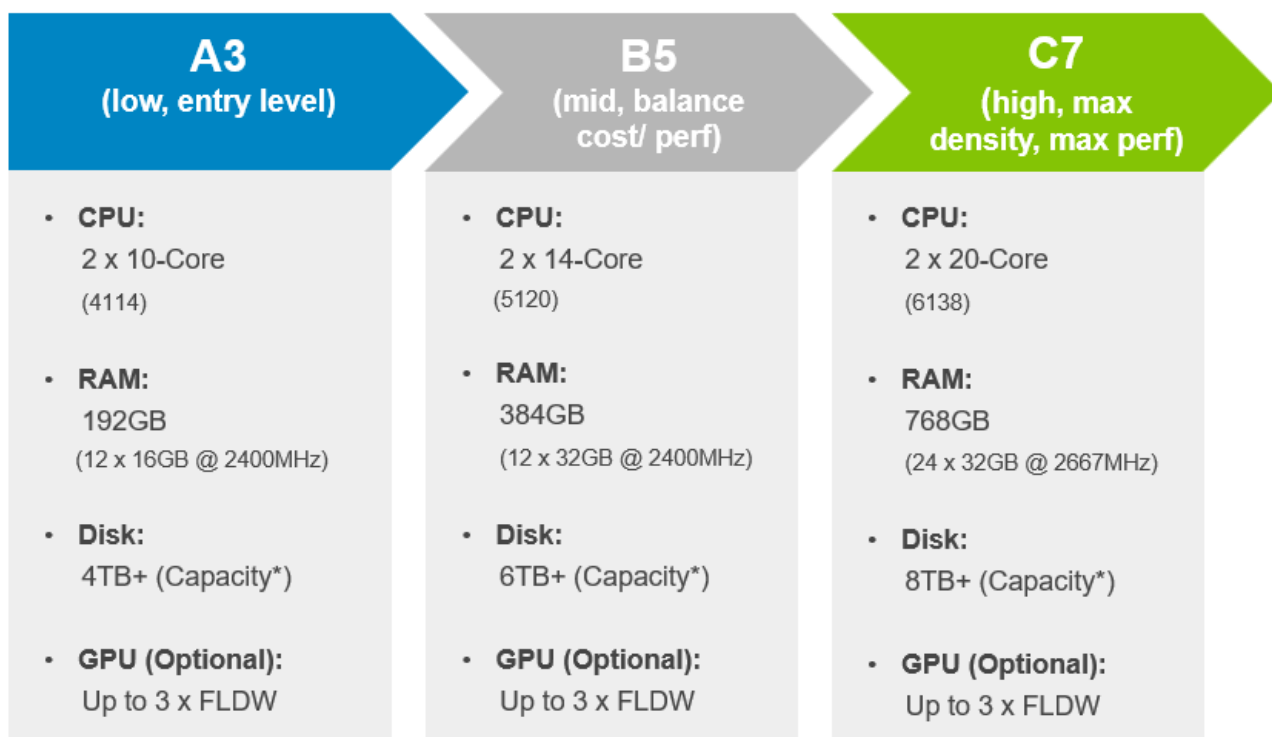 A3
(low, entry level)
• CPU:
2 x 10-Core
(4114)
• RAM:
192GB
(12 x 16GB @ 2400MHz)
• Disk:
4TB+ (Capacity*)
• GPU (Optional):
Up to 3 x FLDW
B5
(mid, balance
cost/ perf)
• CPU:
2 x 14-Core
(5120)
• RAM:
384GB
(12 x 32GB @ 2400MHz)
• Disk:
6TB+ (Capacity*)
• GPU (Optional):
Up to 3 x FLDW
C7
(high, max
density, max perf)
• CPU:
2 x 20-Core
(6138)
• RAM:
768GB
(24 x 32GB @ 2667MHz)
• Disk:
8TB+ (Capacity*)
• GPU (Optional):
Up to 3 x FLDW